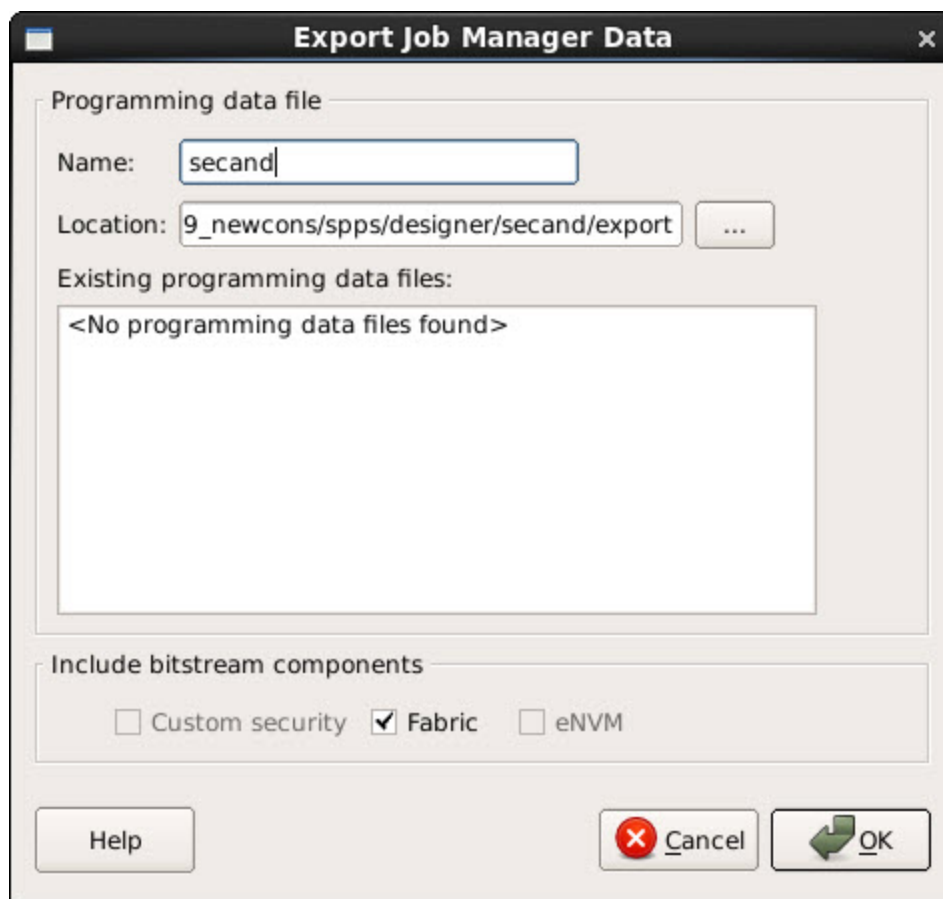 Export Job Manager Data
Programming data file
Name: secand
Location: 9_newcons/spps/designer/secand/export ...
Existing programming data files:
<No programming data files found>
Include bitstream components
Custom security Fabric eNVM
Help Cancel OK